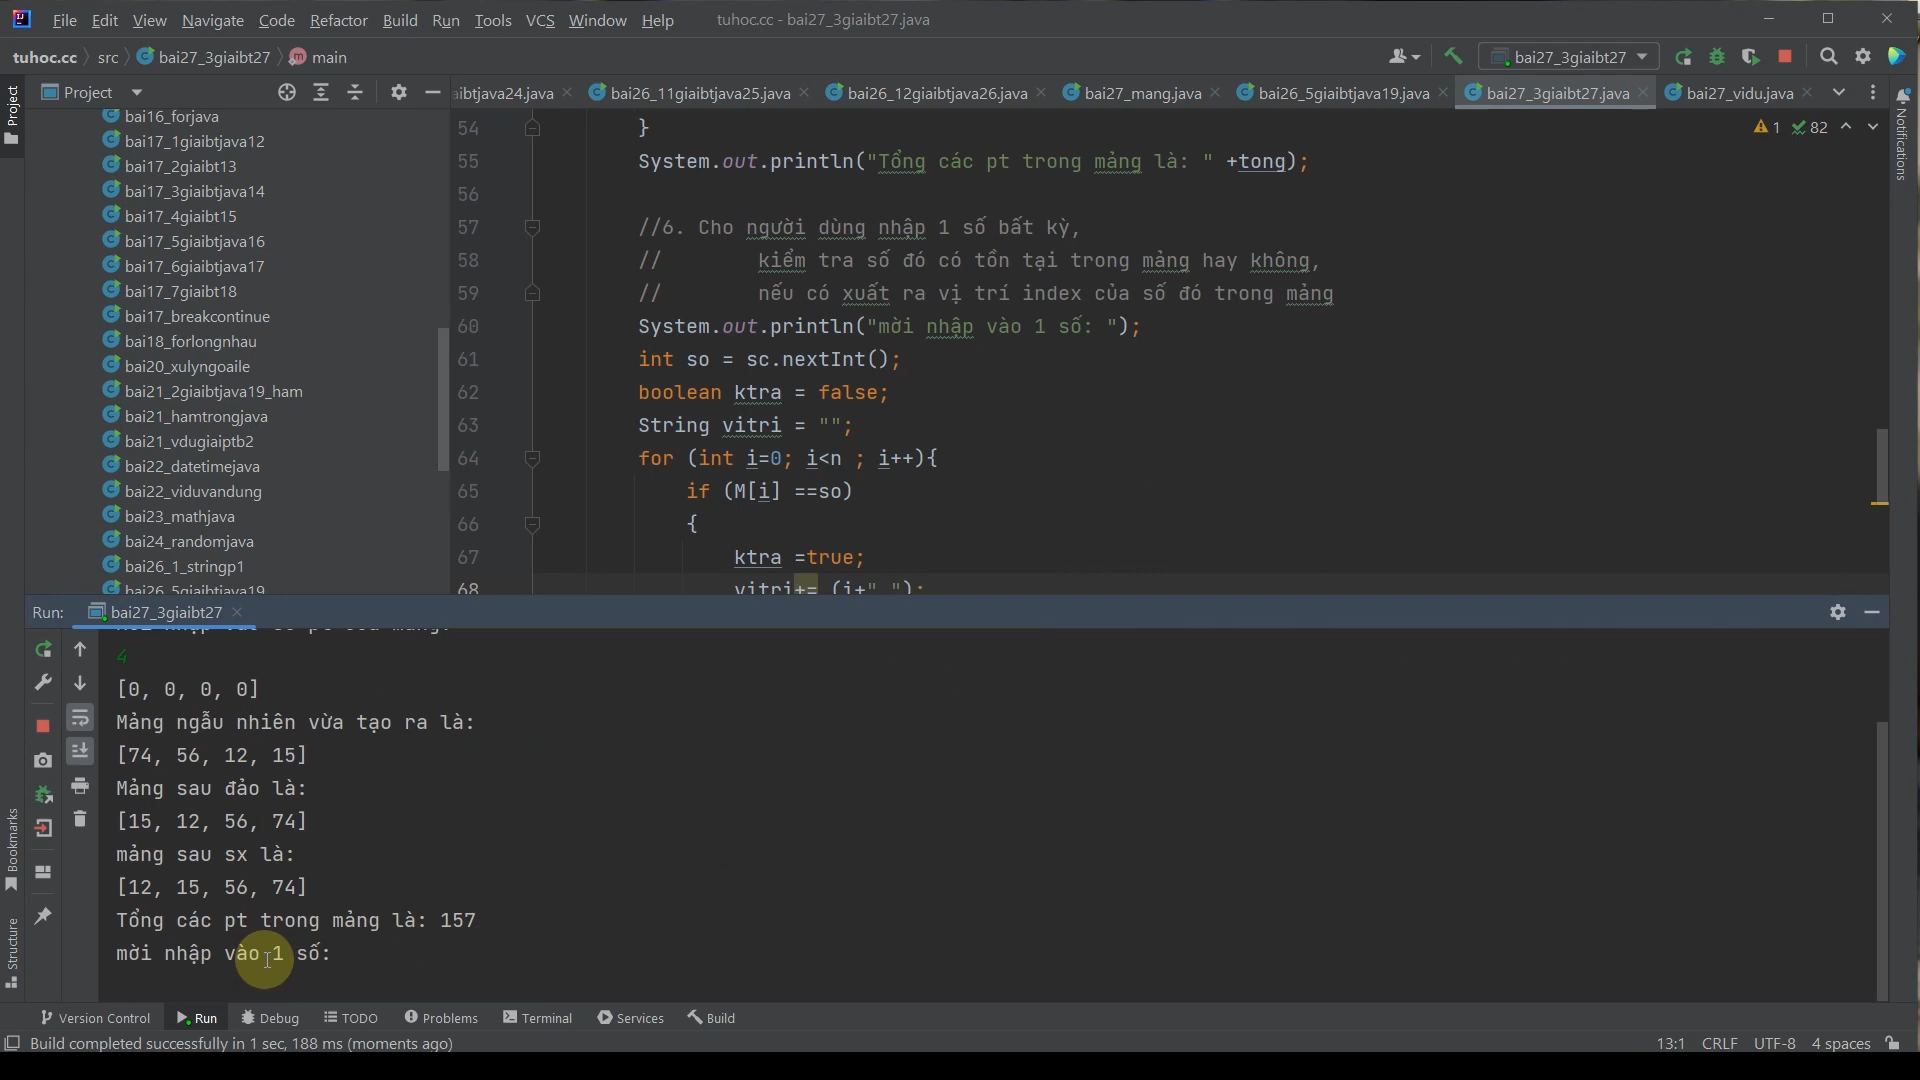 File Edit View Navigate Code Refactor Build Run Tools VCS Window Help tuhoc.cc - bai27_3giaibt27.java
tuhoc.cc src bai27_3giaibt27 main bai27_3giaibt27
Project
Project
aibtjava24.java bai26_11giaibtjava25.java bai26_12giaibtjava26.java bai27_mang.java bai26_5giaibtjava19.java bai27_3giaibt27.java bai27_vidu.java
Notifications
bai16_forjava
bai17_1giaibtjava12
bai17_2giaibt13
bai17_3giaibtjava14
bai17_4giaibt15
bai17_5giaibtjava16
bai17_6giaibtjava17
bai17_7giaibt18
bai17_breakcontinue
bai18_forlongnhau
bai20_xulyngoaile
bai21_2giaibtjava19_ham
bai21_hamtrongjava
bai21_vdugiaiptb2
bai22_datetimejava
bai22_viduvandung
bai23_mathjava
bai24_randomjava
bai26_1_stringp1
bai26_5giaibtjava19
1 82
54 }
55 System.out.println("Tổng các pt trong mảng là: " +tong);
56
57 //6. Cho người dùng nhập 1 số bất kỳ,
58 // kiểm tra số đó có tồn tại trong mảng hay không,
59 // nếu có xuất ra vị trí index của số đó trong mảng
60 System.out.println("mời nhập vào 1 số: ");
61 int so = sc.nextInt();
62 boolean ktra = false;
63 String vitri = "";
64 for (int i=0; i<n ; i++){
65 if (M[i] ==so)
66 {
67 ktra =true;
68 vitri+= (i+" ");
Run: bai27_3giaibt27
4
[0, 0, 0, 0]
Mảng ngẫu nhiên vừa tạo ra là:
[74, 56, 12, 15]
Mảng sau đảo là:
[15, 12, 56, 74]
mảng sau sx là:
[12, 15, 56, 74]
Tổng các pt trong mảng là: 157
mời nhập vào 1 số:
Bookmarks
Structure
Version Control Run Debug TODO Problems Terminal Services Build
Build completed successfully in 1 sec, 188 ms (moments ago) 13:1 CRLF UTF-8 4 spaces